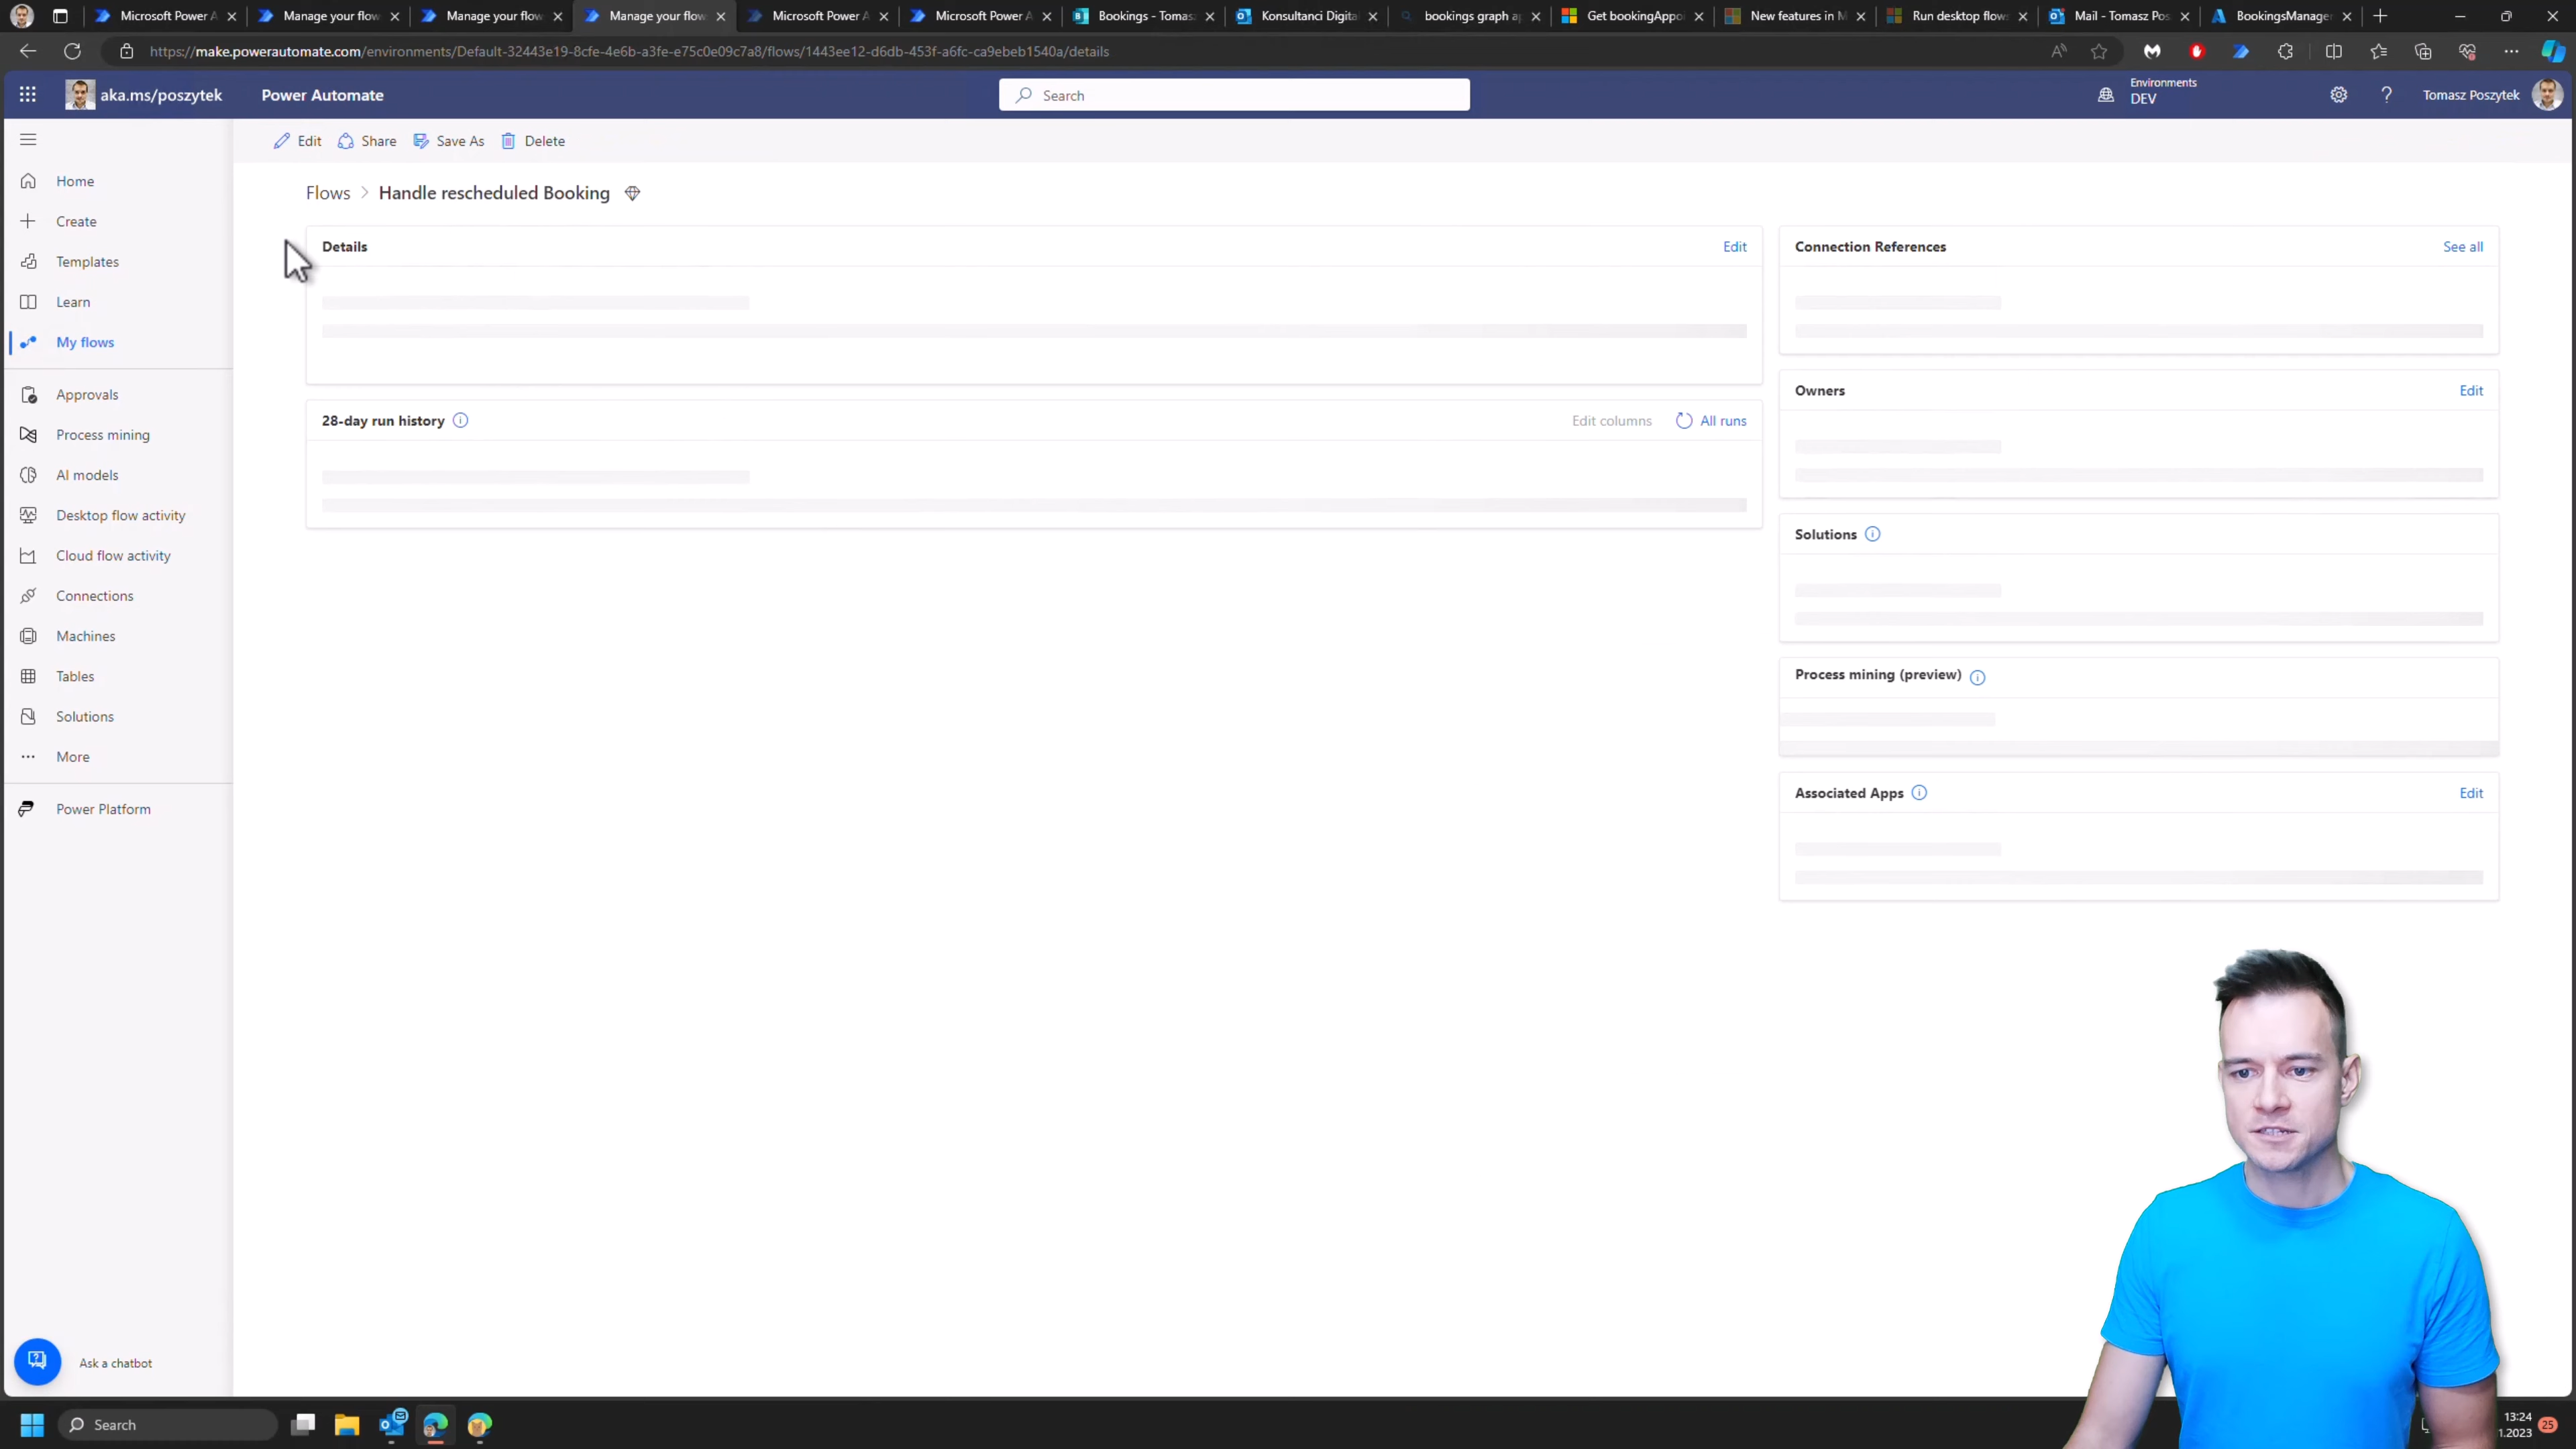 Microsoft Power A
Manage your flow
Manage your flow
Manage your flow
Microsoft Power A
Microsoft Power A
Bookings - Tomas
Konsultanci Digita
bookings graph a
Get bookingAppo
New features in M
Run desktop flow
Mail - Tomasz Pos
BookingsManage
https://make.powerautomate.com/environments/Default-32443e19-8cfe-4e6b-a3fe-e75c0e09c7a8/flows/1443ee12-d6db-453f-a6fc-ca9ebeb1540a/details
aka.ms/poszytek
Power Automate
Search
Environments
DEV
Tomasz Poszytek
Edit
Share
Save As
Delete
Home
Create
Templates
Learn
My flows
Approvals
Process mining
AI models
Desktop flow activity
Cloud flow activity
Connections
Machines
Tables
Solutions
More
Power Platform
Ask a chatbot
Flows > Handle rescheduled Booking
Details
Edit
28-day run history
Edit columns
All runs
Connection References
See all
Owners
Edit
Solutions
Process mining (preview)
Associated Apps
Edit
Search
13:24
1.2023
25